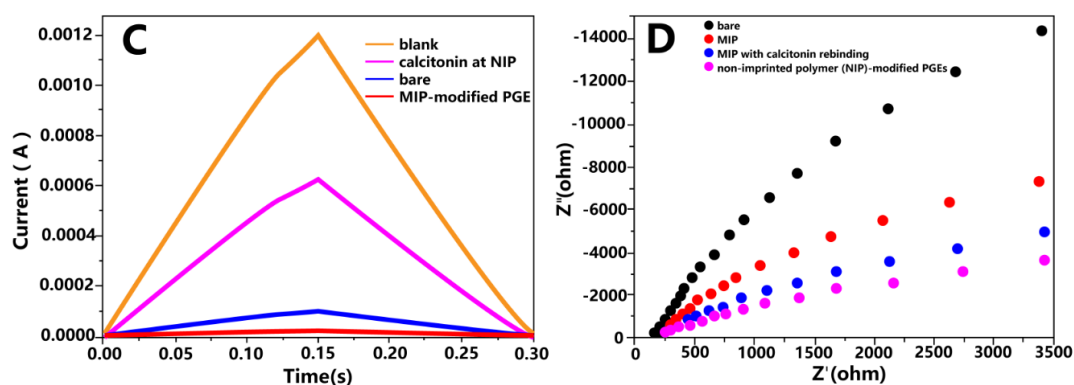 C
Current ( A )
0.0012
0.0010
0.0008
0.0006
0.0004
0.0002
0.0000
blank
calcitonin at NIP
bare
MIP-modified PGE
0.00 0.05 0.10 0.15 0.20 0.25 0.30
Time(s)
D
Z"(ohm)
-14000
-12000
-10000
-8000
-6000
-4000
-2000
0
bare
MIP
MIP with calcitonin rebinding
non-imprinted polymer (NIP)-modified PGEs
0 500 1000 1500 2000 2500 3000 3500
Z'(ohm)